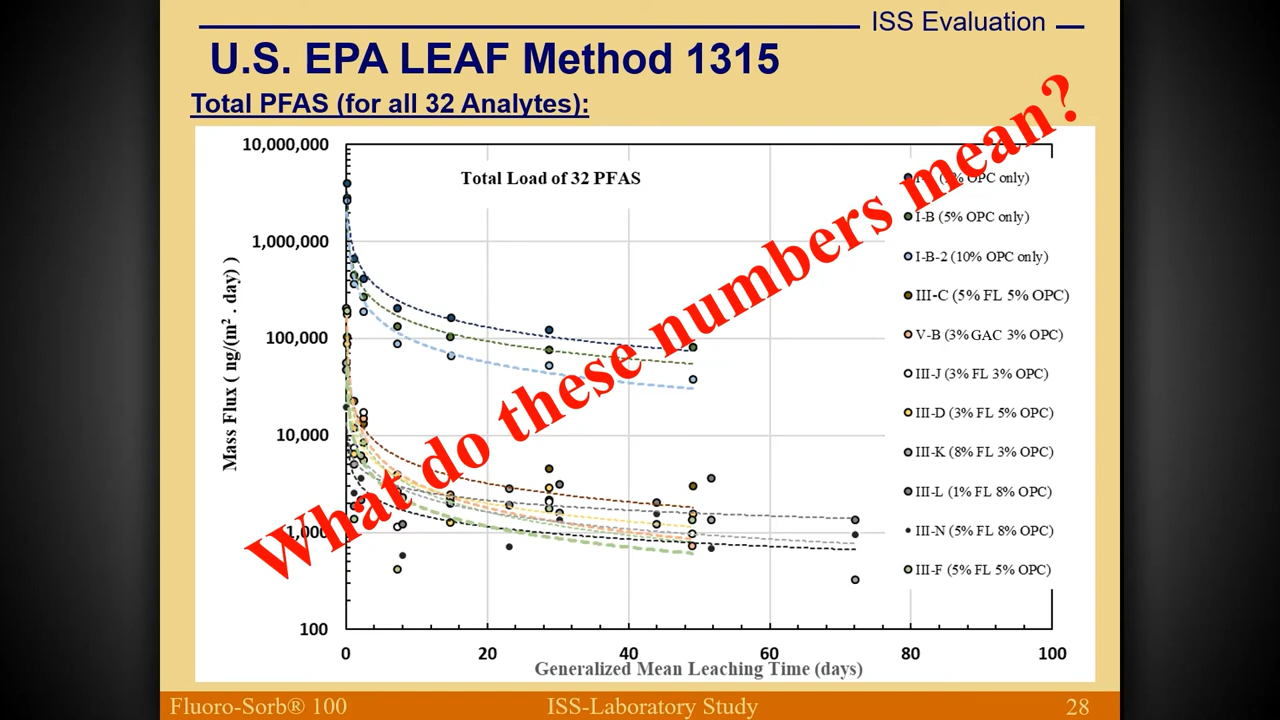 ISS Evaluation
U.S. EPA LEAF Method 1315
Total PFAS (for all 32 Analytes):
What do these numbers mean?
Total Load of 32 PFAS
Mass Flux ( ng/(m² . day) )
10,000,000
1,000,000
100,000
10,000
1,000
100
0 20 40 60 80 100
Generalized Mean Leaching Time (days)
OPC only)
I-B (5% OPC only)
I-B-2 (10% OPC only)
III-C (5% FL 5% OPC)
V-B (3% GAC 3% OPC)
III-J (3% FL 3% OPC)
III-D (3% FL 5% OPC)
III-K (8% FL 3% OPC)
III-L (1% FL 8% OPC)
III-N (5% FL 8% OPC)
III-F (5% FL 5% OPC)
Fluoro-Sorb® 100
ISS-Laboratory Study
28